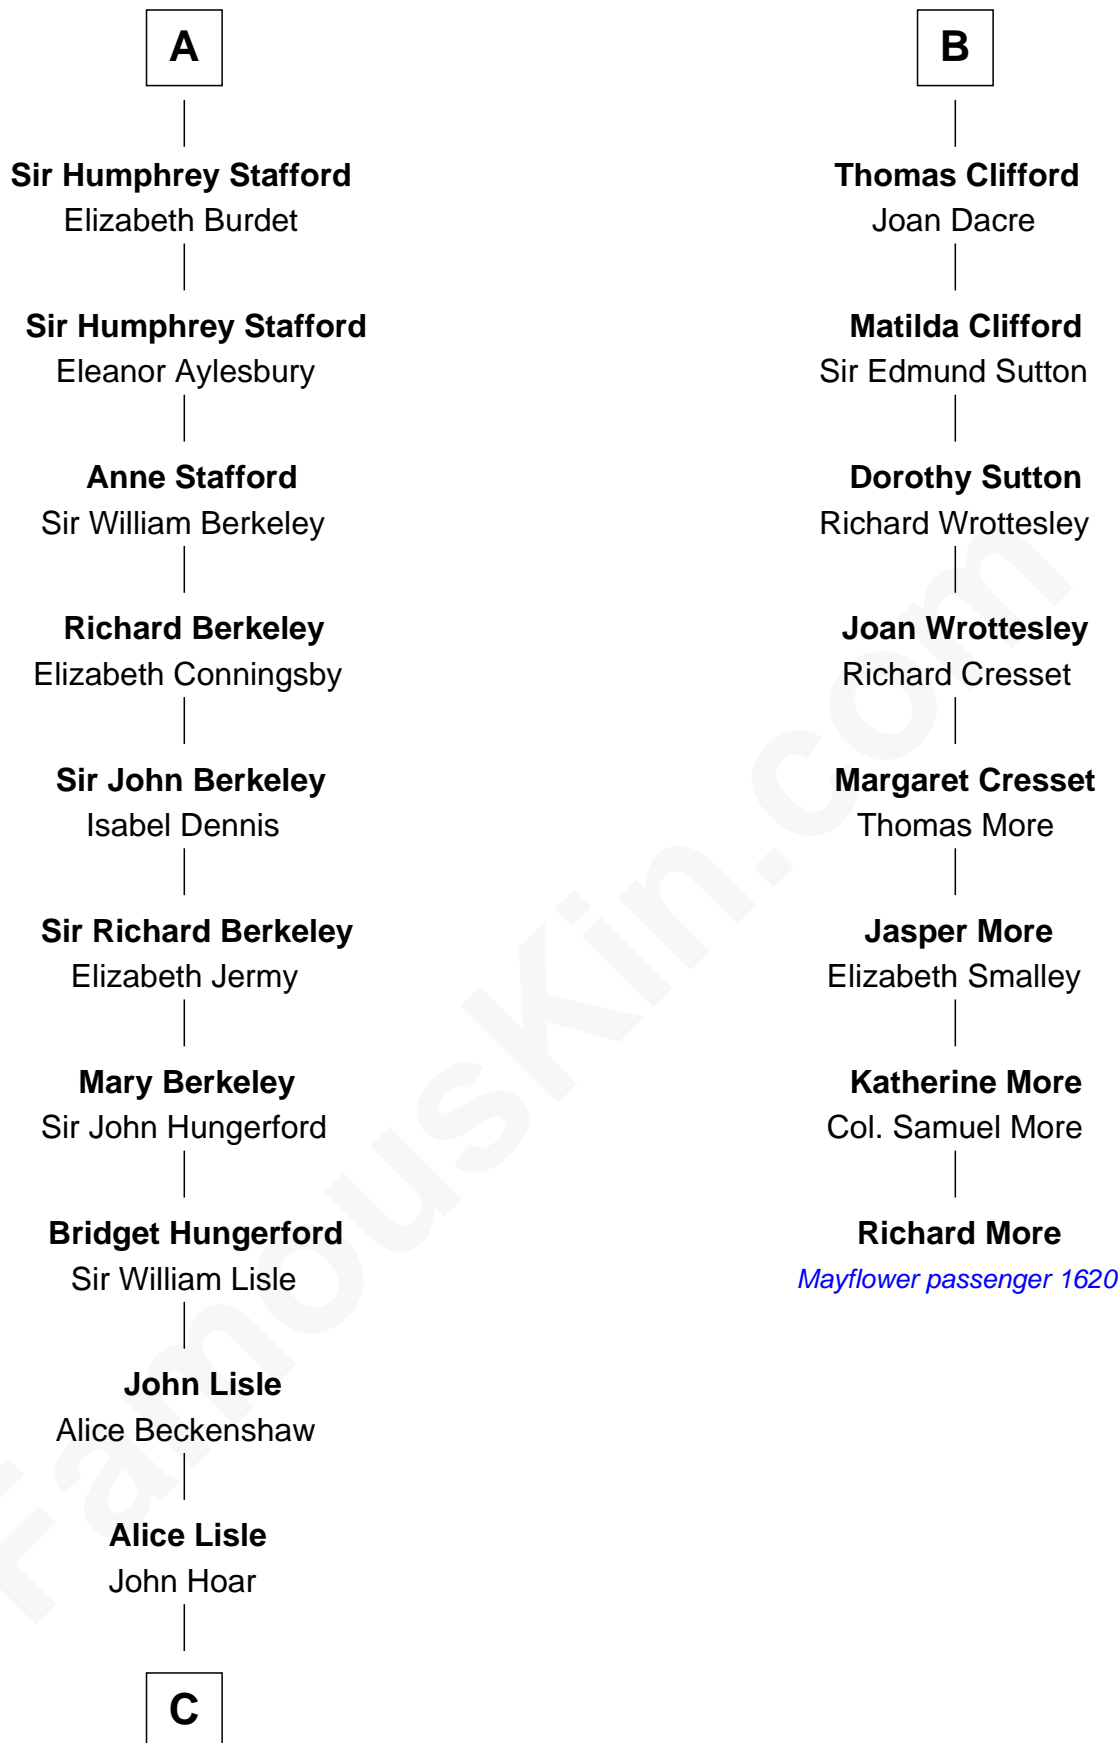 A
Sir Humphrey Stafford
Elizabeth Burdet
Sir Humphrey Stafford
Eleanor Aylesbury
Anne Stafford
Sir William Berkeley
Richard Berkeley
Elizabeth Conningsby
Sir John Berkeley
Isabel Dennis
Sir Richard Berkeley
Elizabeth Jermy
Mary Berkeley
Sir John Hungerford
Bridget Hungerford
Sir William Lisle
John Lisle
Alice Beckenshaw
Alice Lisle
John Hoar
C
B
Thomas Clifford
Joan Dacre
Matilda Clifford
Sir Edmund Sutton
Dorothy Sutton
Richard Wrottesley
Joan Wrottesley
Richard Cresset
Margaret Cresset
Thomas More
Jasper More
Elizabeth Smalley
Katherine More
Col. Samuel More
Richard More
Mayflower passenger 1620
FamousKin.com